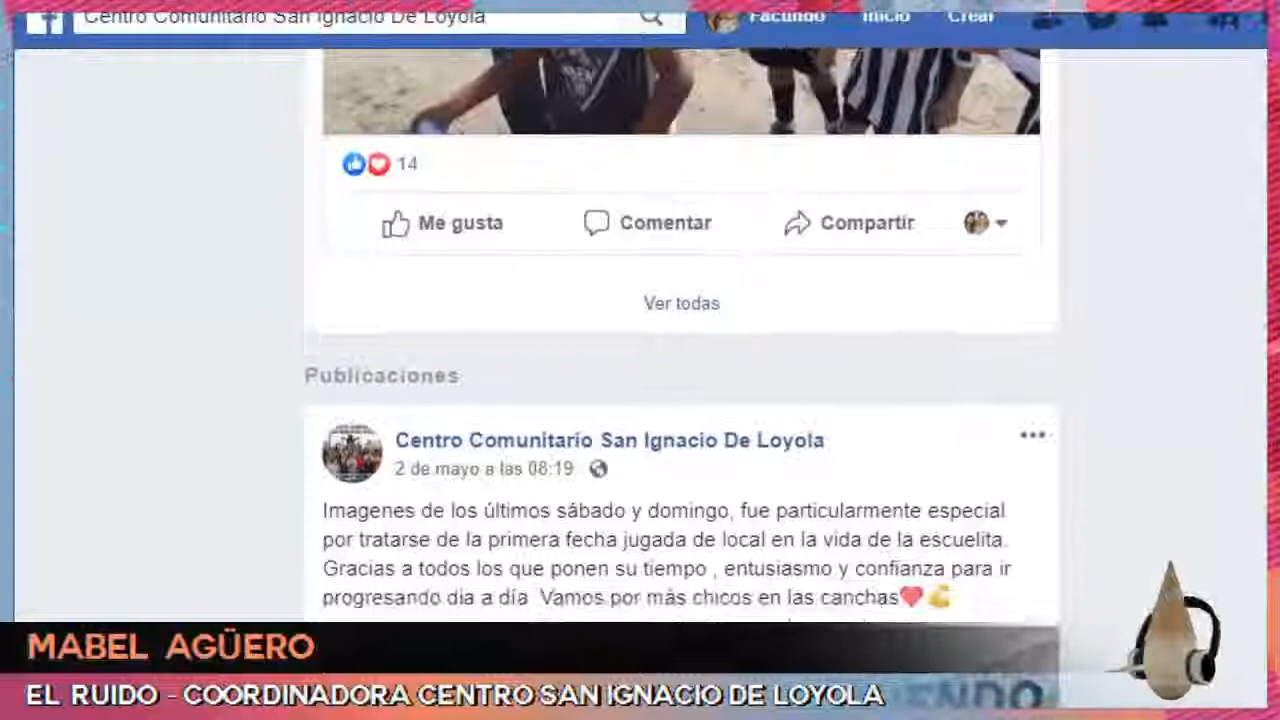 Centro Comunitario San Ignacio De Loyola
Facundo Inicio Crear
14
Me gusta Comentar Compartir
Ver todas
Publicaciones
Centro Comunitario San Ignacio De Loyola
2 de mayo a las 08:19
Imagenes de los últimos sábado y domingo, fue particularmente especial
por tratarse de la primera fecha jugada de local en la vida de la escuelita.
Gracias a todos los que ponen su tiempo , entusiasmo y confianza para ir
progresando dia a día Vamos por más chicos en las canchas
MABEL AGÜERO
EL RUIDO - COORDINADORA CENTRO SAN IGNACIO DE LOYOLA